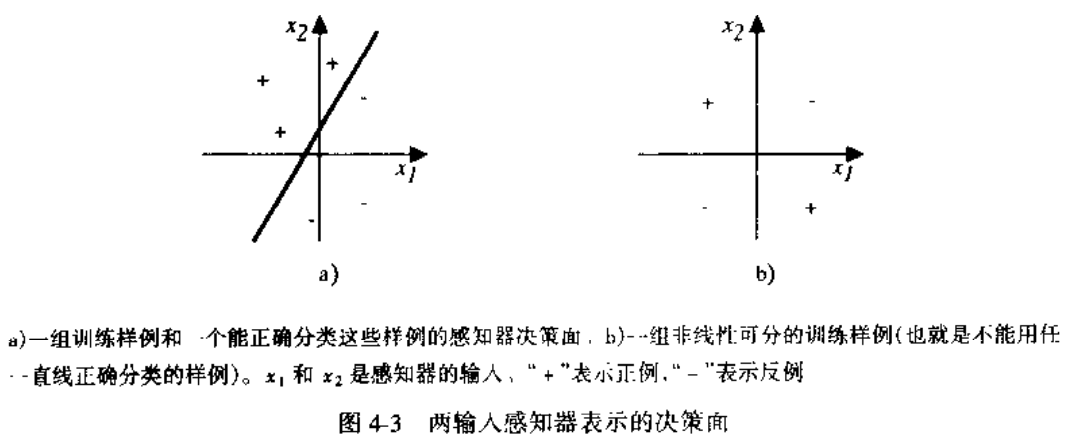 x2
x2
+ +
+ -
+ -
x1
x1
- -
- +
a)
b)
a)一组训练样例和一个能正确分类这些样例的感知器决策面,b)一组非线性可分的训练样例(也就是不能用任
一直线正确分类的样例)。x1 和 x2 是感知器的输入,“+”表示正例,“-”表示反例
图 4-3 两输入感知器表示的决策面